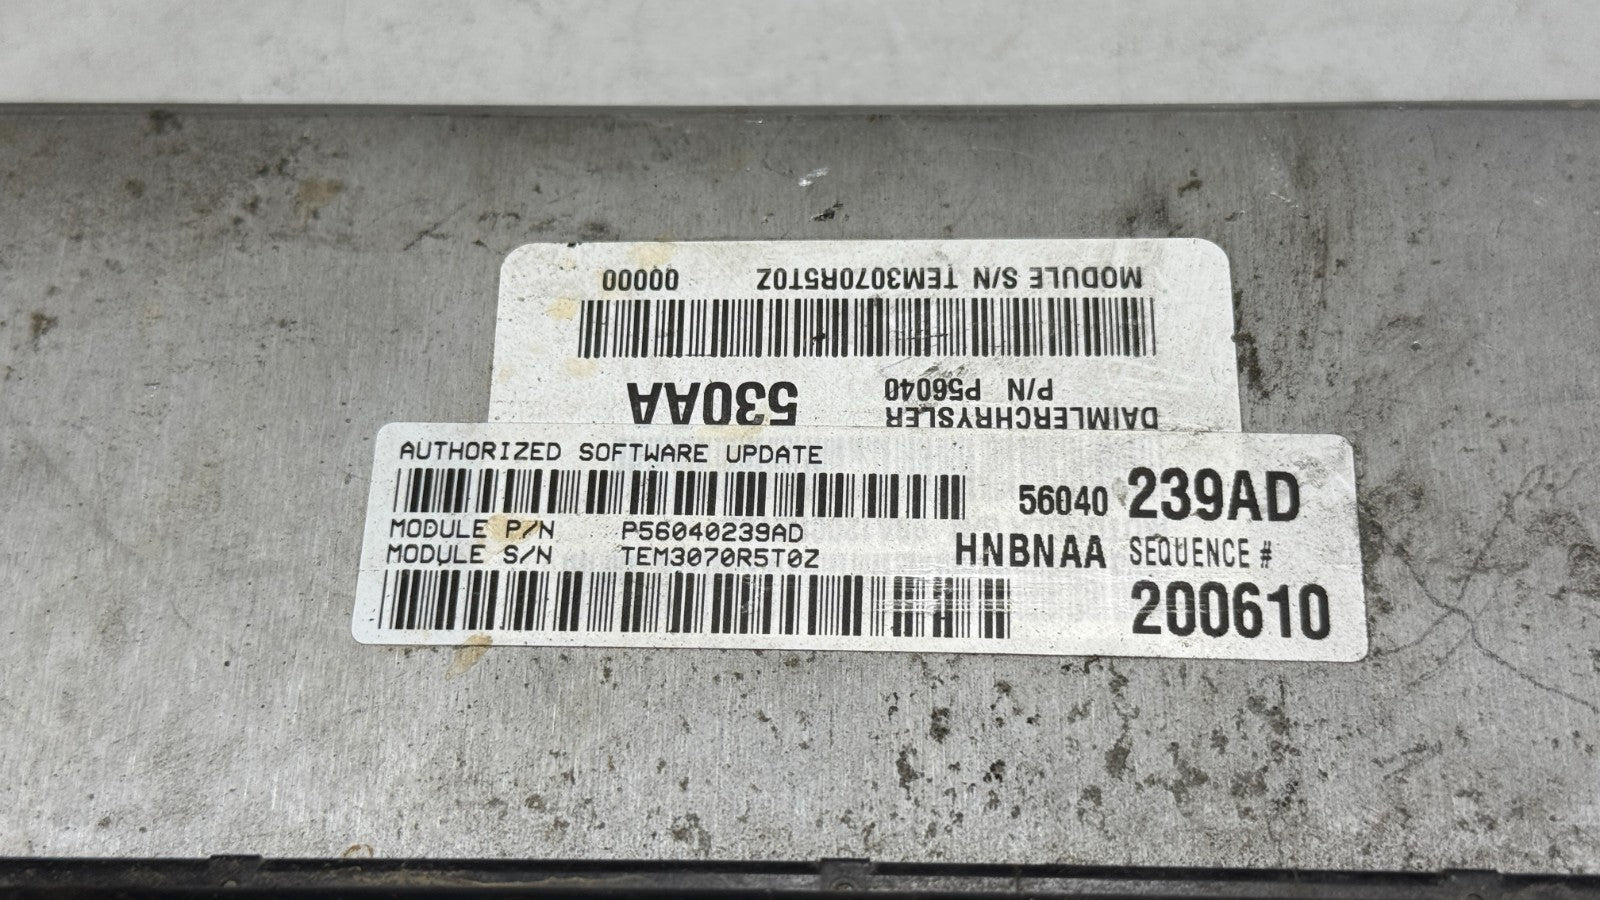 MODULE S/N TEM3070R5T0Z 00000
P/N P56040
530AA
DAIMLERCHRYSLER
AUTHORIZED SOFTWARE UPDATE
56040 239AD
MODULE P/N P56040239AD
MODULE S/N TEM3070R5T0Z
HNBNAA SEQUENCE #
200610